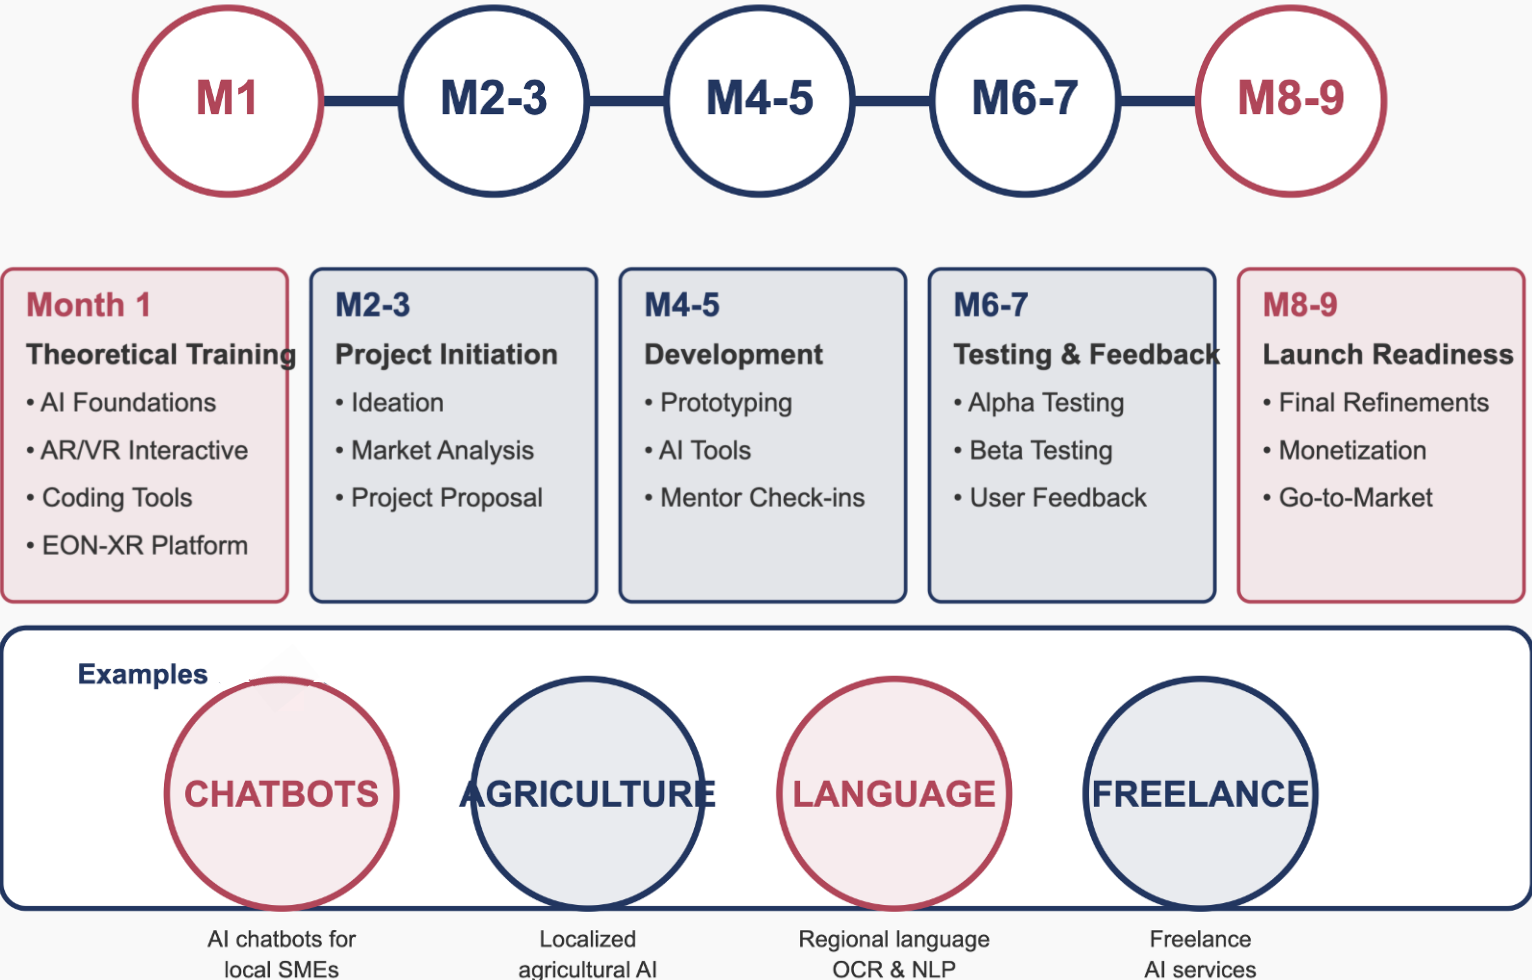 M1
M2-3
M4-5
M6-7
M8-9
Month 1
Theoretical Training
• AI Foundations
• AR/VR Interactive
• Coding Tools
• EON-XR Platform
M2-3
Project Initiation
• Ideation
• Market Analysis
• Project Proposal
M4-5
Development
• Prototyping
• AI Tools
• Mentor Check-ins
M6-7
Testing & Feedback
• Alpha Testing
• Beta Testing
• User Feedback
M8-9
Launch Readiness
• Final Refinements
• Monetization
• Go-to-Market
Examples
CHATBOTS
AI chatbots for
local SMEs
AGRICULTURE
Localized
agricultural AI
LANGUAGE
Regional language
OCR & NLP
FREELANCE
Freelance
AI services